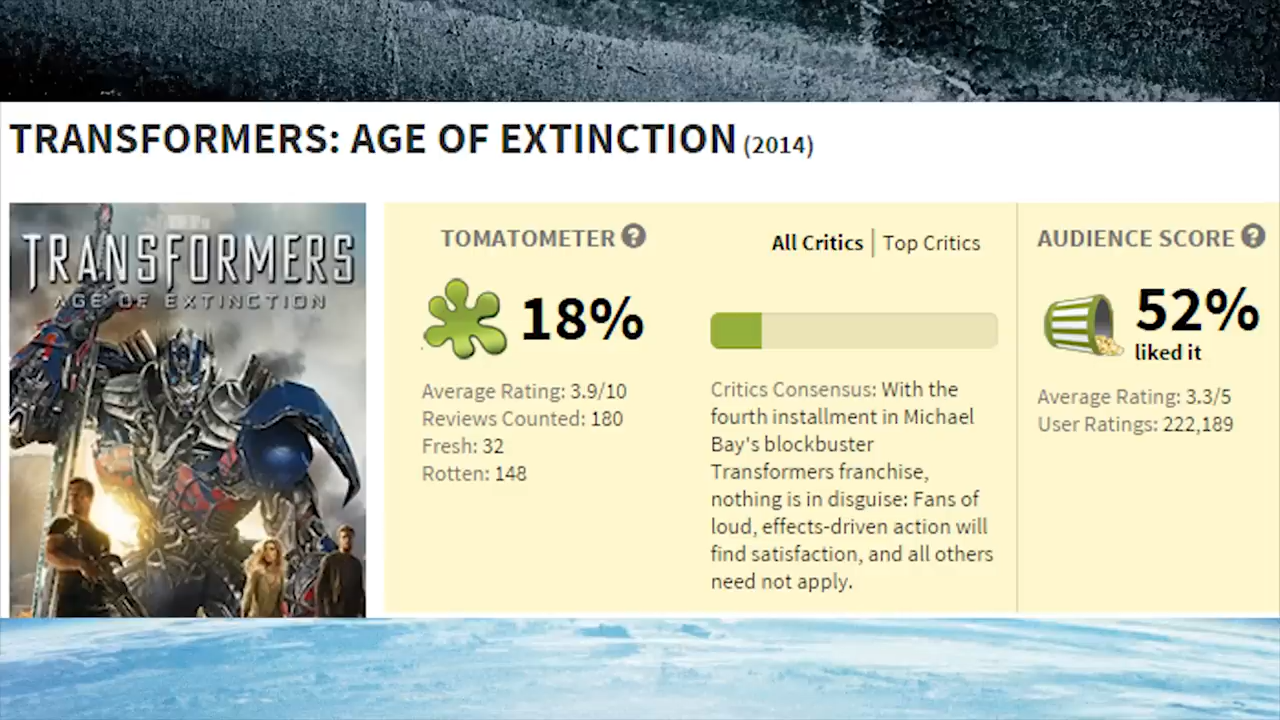 TRANSFORMERS: AGE OF EXTINCTION (2014)
TRANSFORMERS
AGE OF EXTINCTION
TOMATOMETER ?
18%
Average Rating: 3.9/10
Reviews Counted: 180
Fresh: 32
Rotten: 148
All Critics | Top Critics
Critics Consensus: With the
fourth installment in Michael
Bay's blockbuster
Transformers franchise,
nothing is in disguise: Fans of
loud, effects-driven action will
find satisfaction, and all others
need not apply.
AUDIENCE SCORE ?
52%
liked it
Average Rating: 3.3/5
User Ratings: 222,189